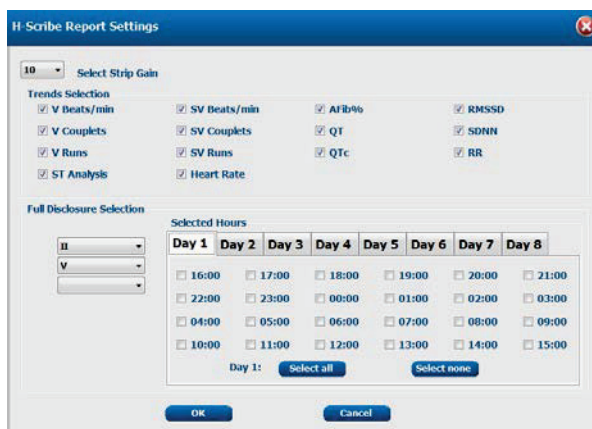 H-Scribe Report Settings
10 Select Strip Gain
Trends Selection
V Beats/min SV Beats/min AFib% RMSSD
V Couplets SV Couplets QT SDNN
V Runs SV Runs QTc RR
ST Analysis Heart Rate
Full Disclosure Selection
Selected Hours
II
V
Day 1 Day 2 Day 3 Day 4 Day 5 Day 6 Day 7 Day 8
16:00 17:00 18:00 19:00 20:00 21:00
22:00 23:00 00:00 01:00 02:00 03:00
04:00 05:00 06:00 07:00 08:00 09:00
10:00 11:00 12:00 13:00 14:00 15:00
Day 1: Select all Select none
OK Cancel